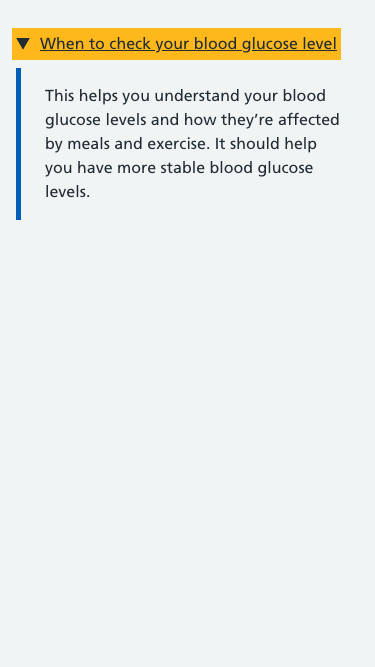 When to check your blood glucose level
This helps you understand your blood
glucose levels and how they’re affected
by meals and exercise. It should help
you have more stable blood glucose
levels.